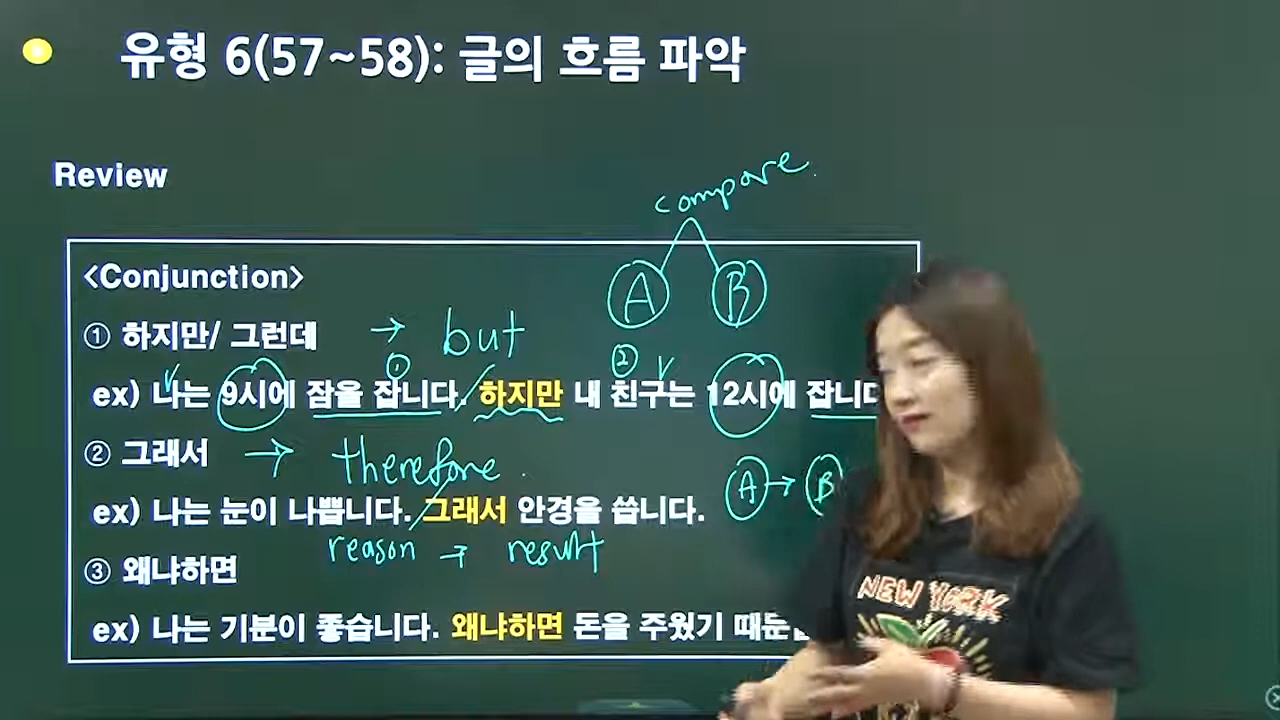 유형 6(57~58): 글의 흐름 파악
Review
compare.
<Conjunction>
A B
① 하지만/ 그런데 → but
① ②
ex) 나는 9시에 잠을 잡니다. 하지만 내 친구는 12시에
② 그래서 → therefore.
A → B
ex) 나는 눈이 나쁩니다. 그래서 안경을 씁니다.
reason → result
③ 왜냐하면
ex) 나는 기분이 좋습니다. 왜냐하면 돈을 주웠기
NEW YORK